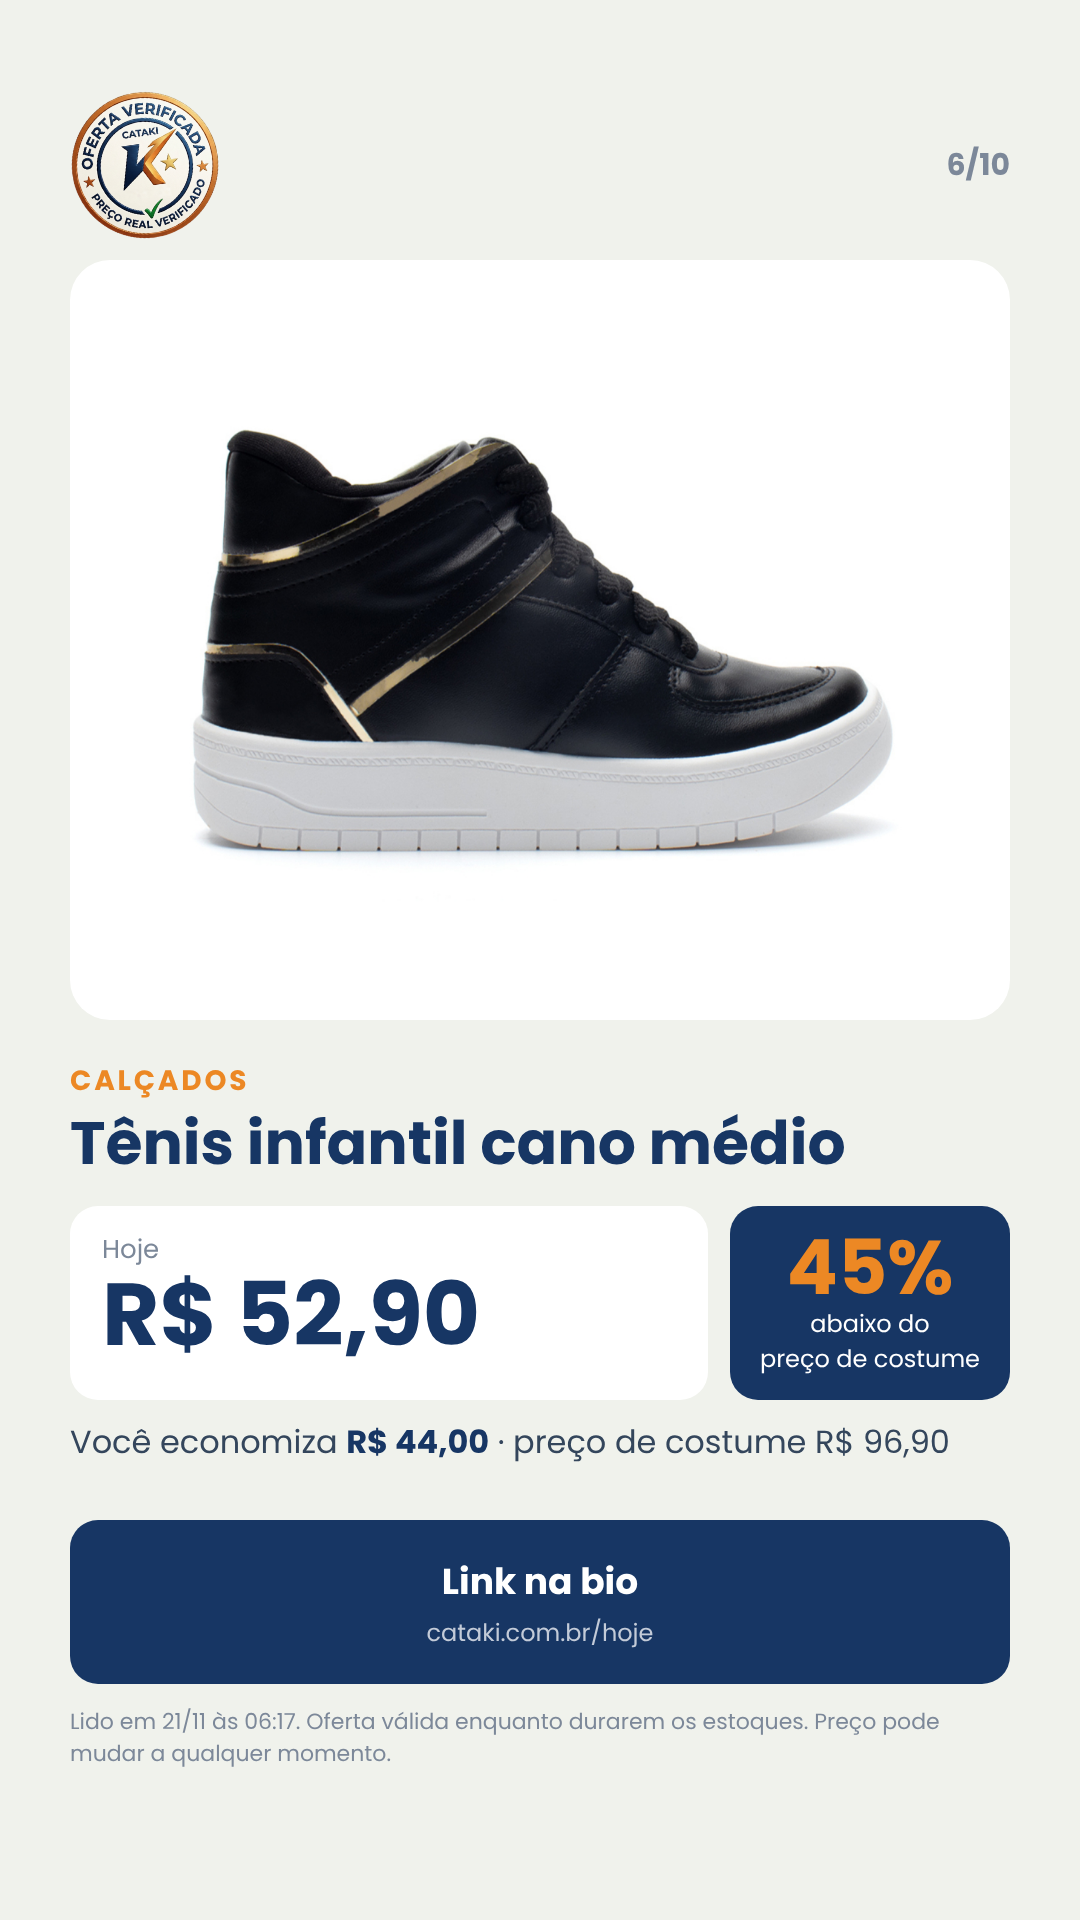 OFERTA VERIFICADA
CATAKI
K
PREÇO REAL VERIFICADO
6/10
CALÇADOS
Tênis infantil cano médio
Hoje
R$ 52,90
45%
abaixo do
preço de costume
Você economiza R$ 44,00 · preço de costume R$ 96,90
Link na bio
cataki.com.br/hoje
Lido em 21/11 às 06:17. Oferta válida enquanto durarem os estoques. Preço pode
mudar a qualquer momento.